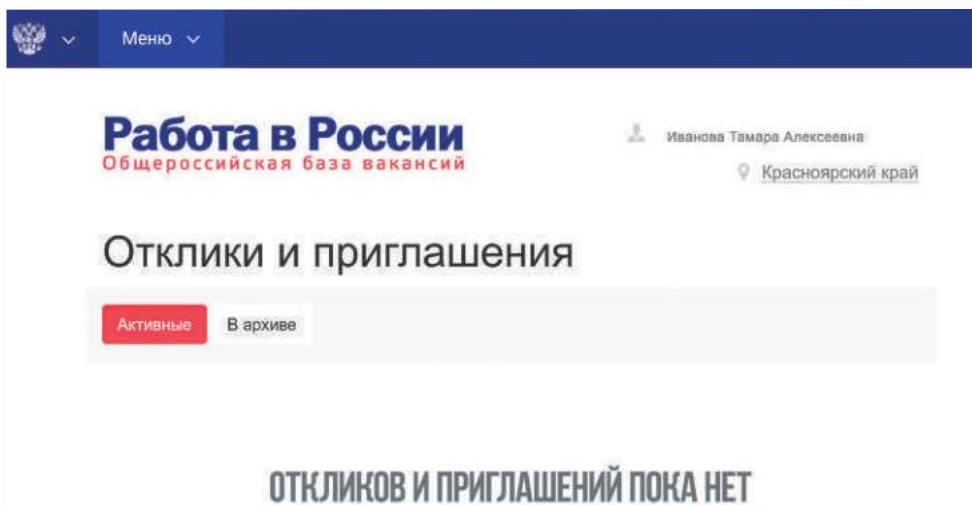 Меню
Работа в России
Общероссийская база вакансий
Иванова Тамара Алексеевна
Красноярский край
Отклики и приглашения
Активные В архиве
ОТКЛИКОВ И ПРИГЛАШЕНИЙ ПОКА НЕТ